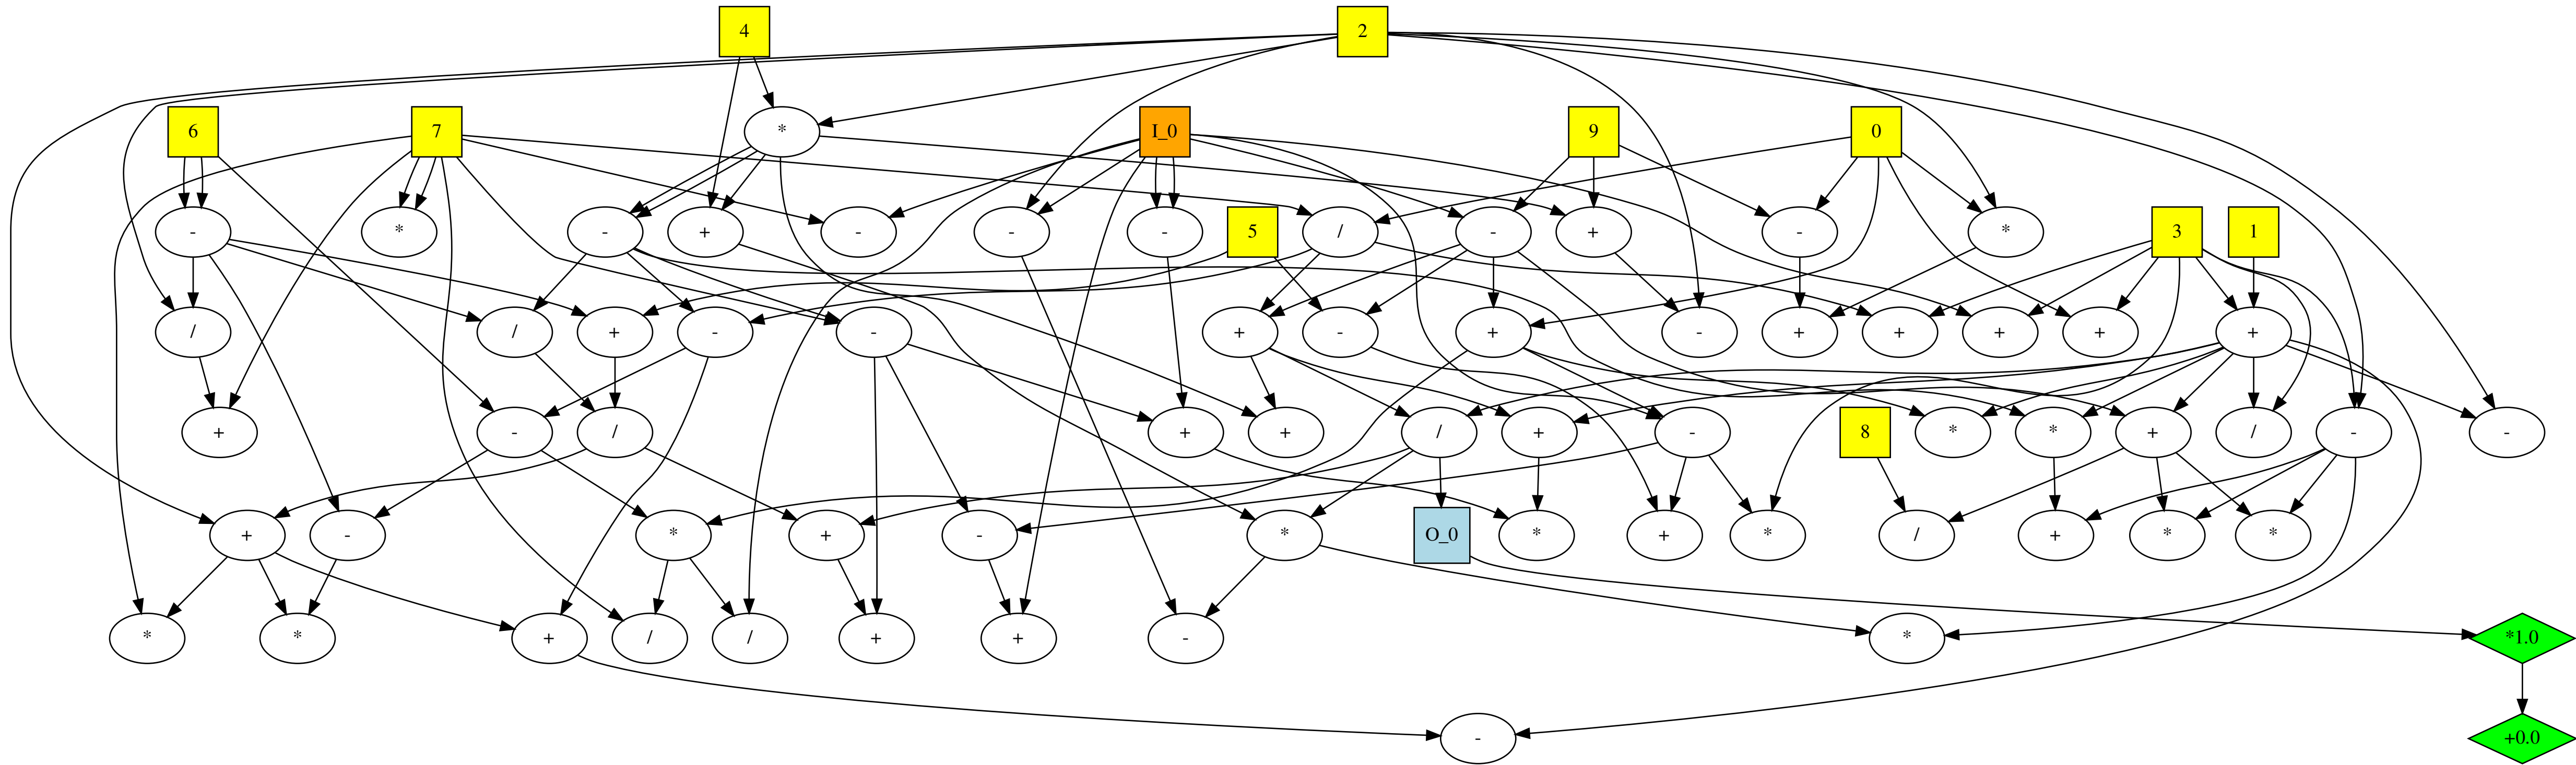 4 2
6 7 * I_0 9 0
- * - + - - - 5 / - + - * 3 1
/ / + - - + - + - + + + + +
+ - / + + / + - 8 * * + / - -
+ - * + - * O_0 * + * / + * *
* * + / / + + - * *1.0
- +0.0